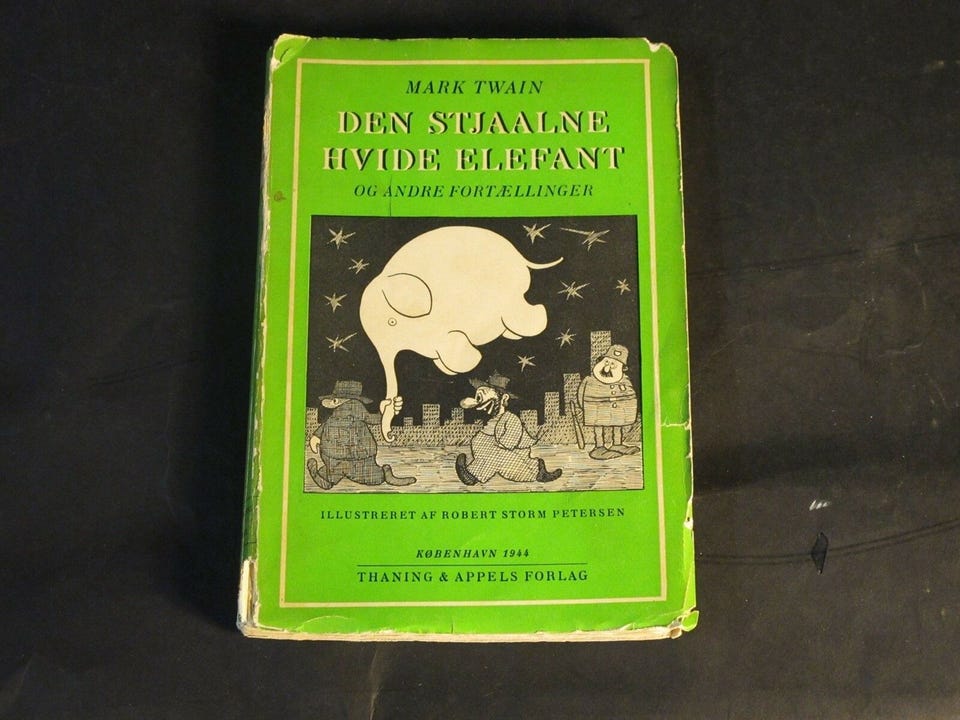 MARK TWAIN
DEN STJAALNE
HVIDE ELEFANT
OG ANDRE FORTÆLLINGER
ILLUSTRERET AF ROBERT STORM PETERSEN
KØBENHAVN 1944
THANING & APPELS FORLAG